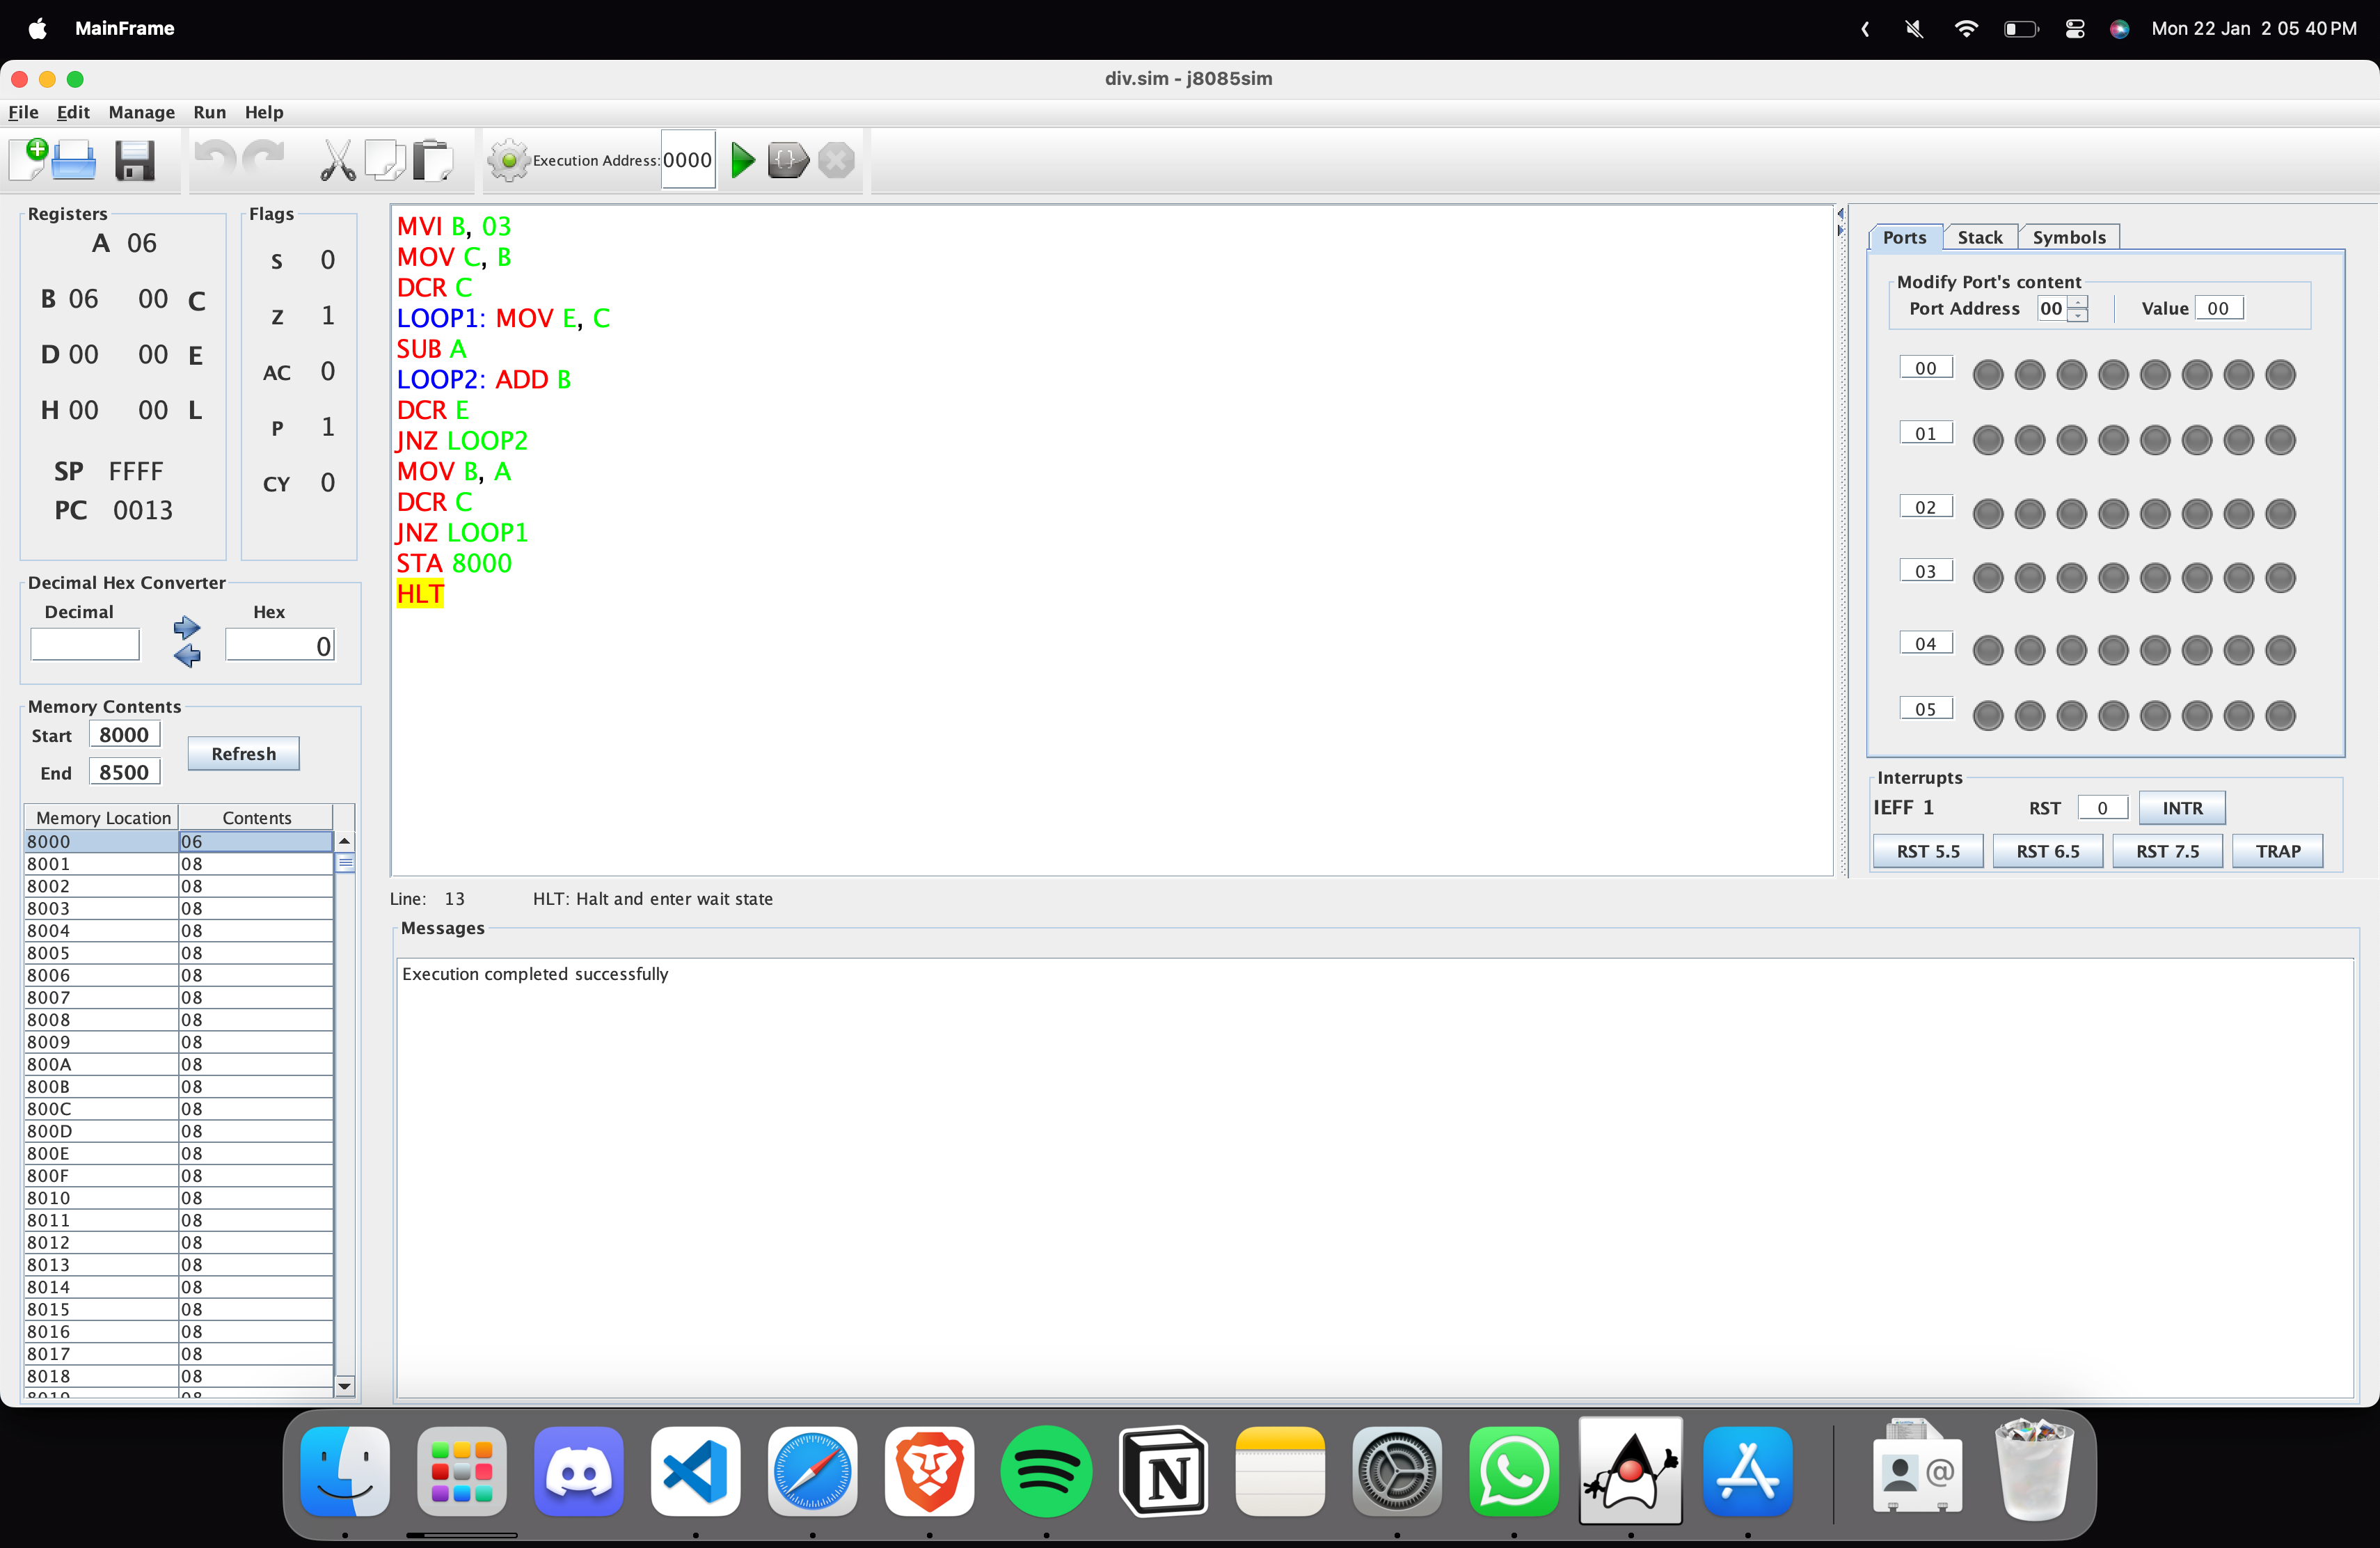 MainFrame
Mon 22 Jan 2 05 40 PM
div.sim - j8085sim
File Edit Manage Run Help
Execution Address: 0000
Registers
A 06
B 06 00 C
D 00 00 E
H 00 00 L
SP FFFF
PC 0013
Flags
S 0
Z 1
AC 0
P 1
CY 0
Decimal Hex Converter
Decimal Hex
0
Memory Contents
Start 8000
Refresh
End 8500
Memory Location Contents
8000 06
8001 08
8002 08
8003 08
8004 08
8005 08
8006 08
8007 08
8008 08
8009 08
800A 08
800B 08
800C 08
800D 08
800E 08
800F 08
8010 08
8011 08
8012 08
8013 08
8014 08
8015 08
8016 08
8017 08
8018 08
8019 08
MVI B, 03
MOV C, B
DCR C
LOOP1: MOV E, C
SUB A
LOOP2: ADD B
DCR E
JNZ LOOP2
MOV B, A
DCR C
JNZ LOOP1
STA 8000
HLT
Line: 13 HLT: Halt and enter wait state
Messages
Execution completed successfully
Ports Stack Symbols
Modify Port's content
Port Address 00 Value 00
00
01
02
03
04
05
Interrupts
IEFF 1 RST 0 INTR
RST 5.5 RST 6.5 RST 7.5 TRAP